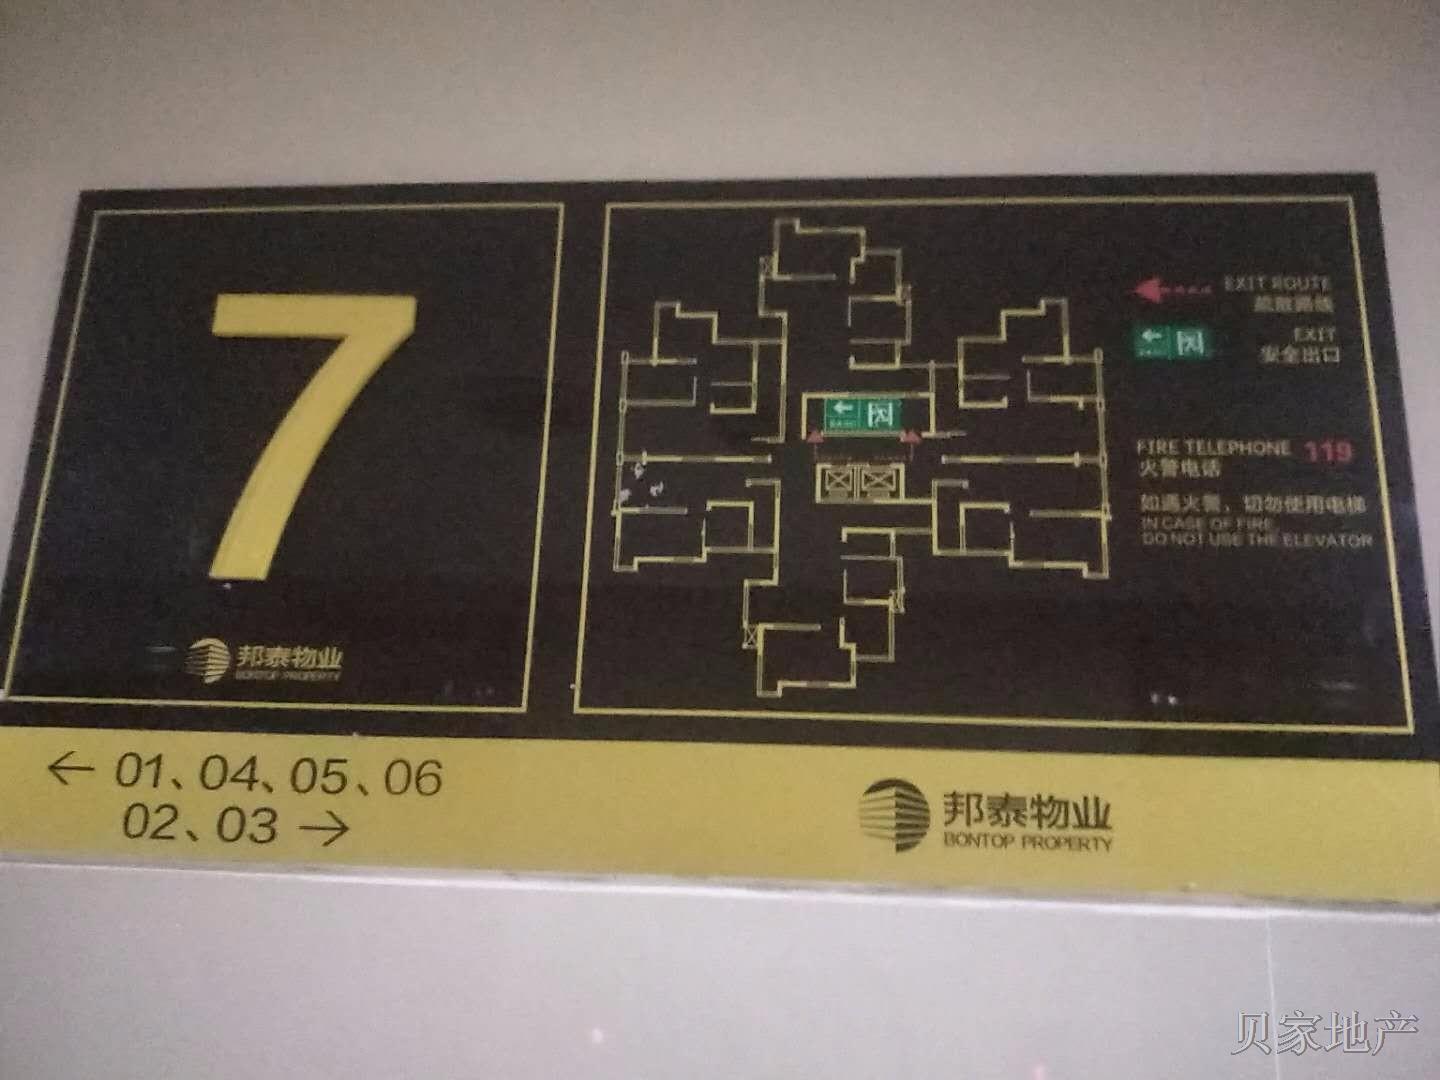 7
邦泰物业
BONTOP PROPERTY
EXIT ROUTE
疏散路线
EXIT
安全出口
FIRE TELEPHONE 119
火警电话
如遇火警，切勿使用电梯
IN CASE OF FIRE,
DO NOT USE THE ELEVATOR
← 01、04、05、06
02、03 →
邦泰物业
BONTOP PROPERTY
贝家地产